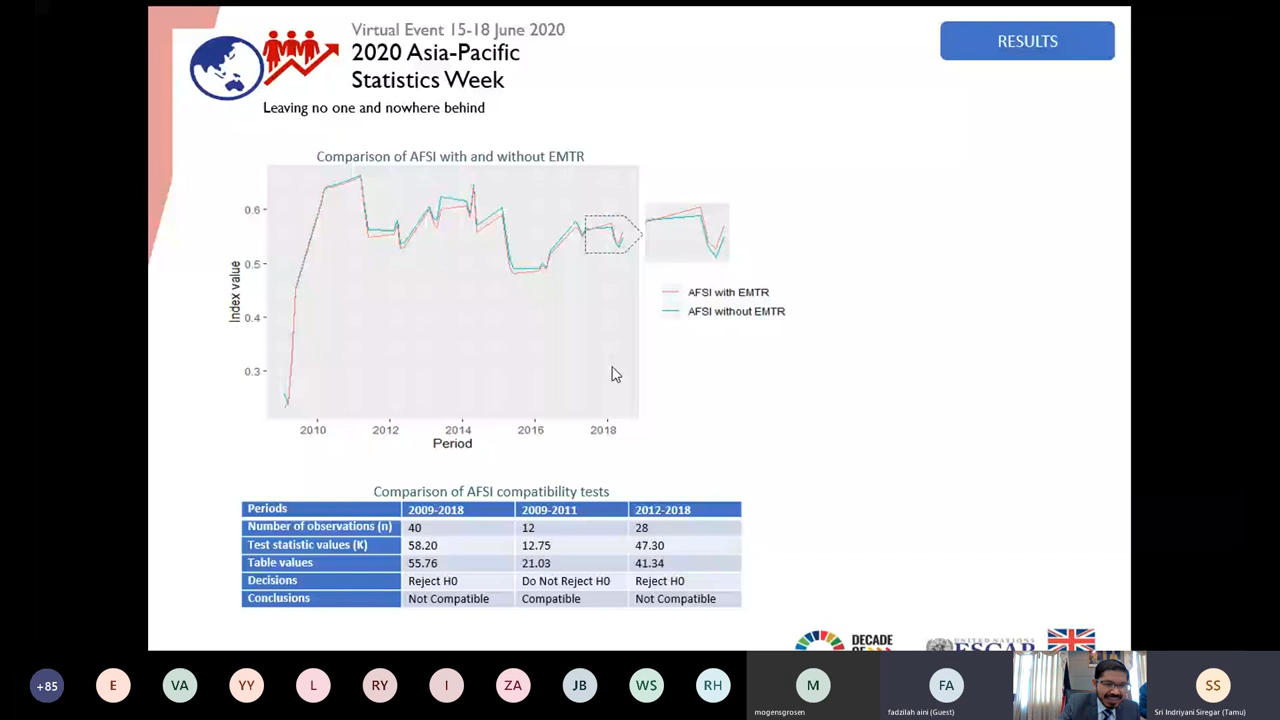 Virtual Event 15-18 June 2020
2020 Asia-Pacific
Statistics Week
Leaving no one and nowhere behind
RESULTS
Comparison of AFSI with and without EMTR
0.6
0.5
0.4
0.3
Index value
2010 2012 2014 2016 2018
Period
AFSI with EMTR
AFSI without EMTR
Comparison of AFSI compatibility tests
Periods 2009-2018 2009-2011 2012-2018
Number of observations (n) 40 12 28
Test statistic values (K) 58.20 12.75 47.30
Table values 55.76 21.03 41.34
Decisions Reject H0 Do Not Reject H0 Reject H0
Conclusions Not Compatible Compatible Not Compatible
DECADE
OF
UNITED NATIONS
ESCAP
+85 E VA YY L RY I ZA JB WS RH M FA SS
mogensgrosen fadzilah aini (Guest) Sri Indriyani Siregar (Tamu)